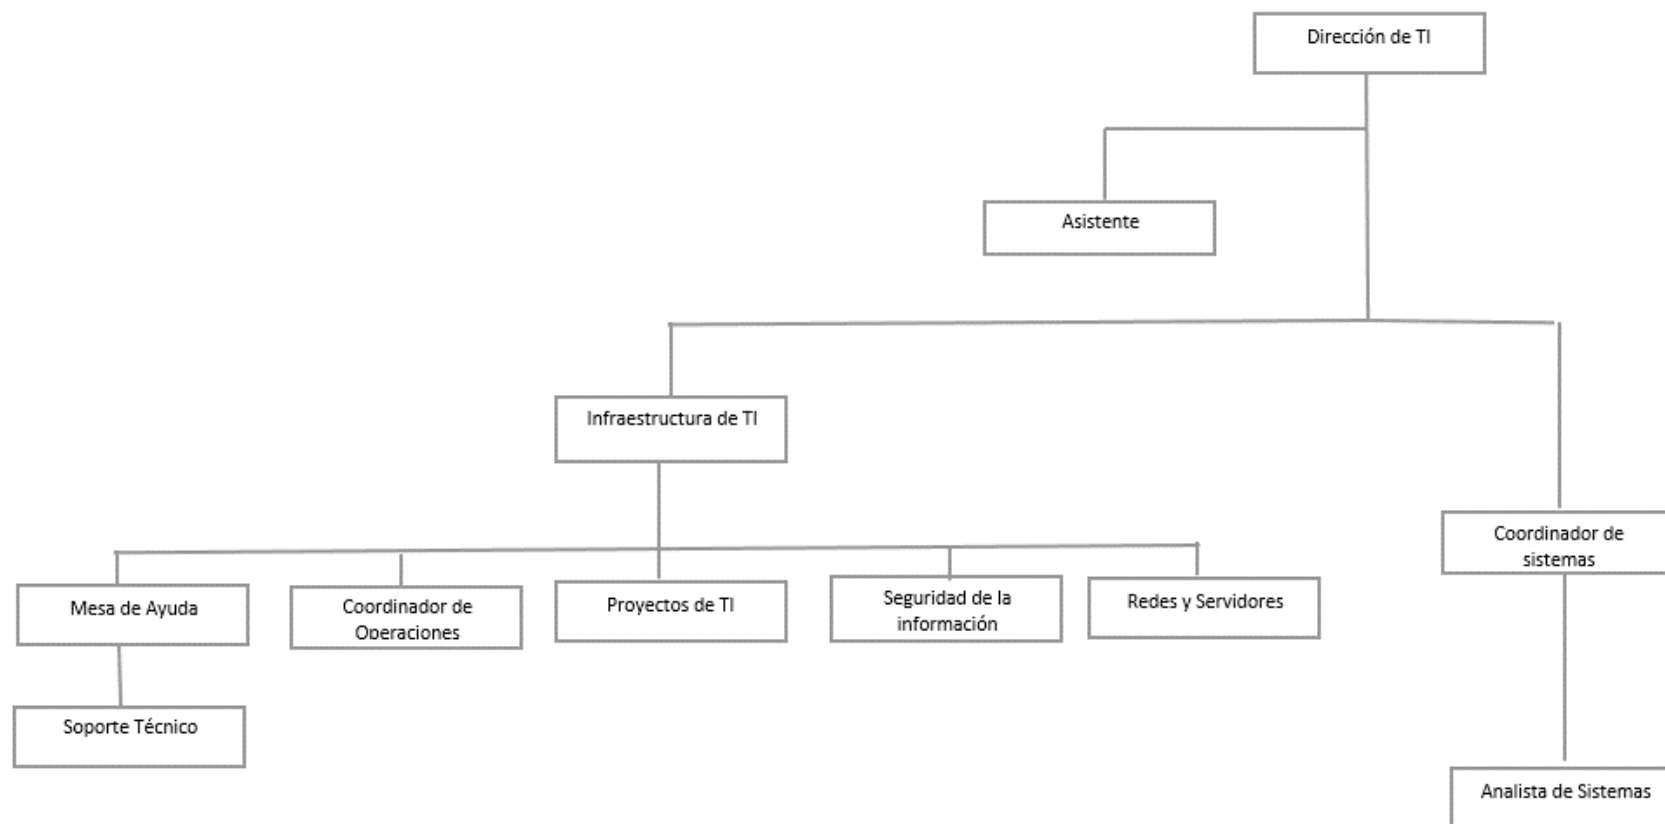 Dirección de TI
Asistente
Infraestructura de TI
Coordinador de
sistemas
Mesa de Ayuda
Coordinador de
Operaciones
Proyectos de TI
Seguridad de la
información
Redes y Servidores
Soporte Técnico
Analista de Sistemas